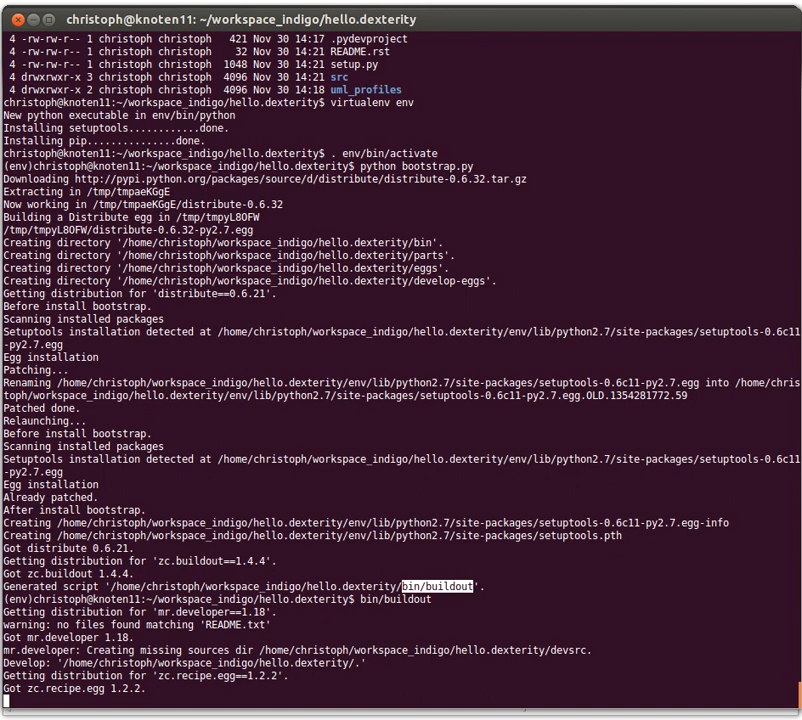 christoph@knoten11: ~/workspace_indigo/hello.dexterity
4 -rw-rw-r-- 1 christoph christoph   421 Nov 30 14:17 .pydevproject
4 -rw-rw-r-- 1 christoph christoph    32 Nov 30 14:21 README.rst
4 -rw-rw-r-- 1 christoph christoph  1048 Nov 30 14:21 setup.py
4 drwxrwxr-x 3 christoph christoph  4096 Nov 30 14:21 src
4 drwxrwxr-x 2 christoph christoph  4096 Nov 30 14:18 uml_profiles
christoph@knoten11:~/workspace_indigo/hello.dexterity$ virtualenv env
New python executable in env/bin/python
Installing setuptools............done.
Installing pip...............done.
christoph@knoten11:~/workspace_indigo/hello.dexterity$ . env/bin/activate
(env)christoph@knoten11:~/workspace_indigo/hello.dexterity$ python bootstrap.py
Downloading http://pypi.python.org/packages/source/d/distribute/distribute-0.6.32.tar.gz
Extracting in /tmp/tmpaeKGgE
Now working in /tmp/tmpaeKGgE/distribute-0.6.32
Building a Distribute egg in /tmp/tmpyL8OFW
/tmp/tmpyL8OFW/distribute-0.6.32-py2.7.egg
Creating directory '/home/christoph/workspace_indigo/hello.dexterity/bin'.
Creating directory '/home/christoph/workspace_indigo/hello.dexterity/parts'.
Creating directory '/home/christoph/workspace_indigo/hello.dexterity/eggs'.
Creating directory '/home/christoph/workspace_indigo/hello.dexterity/develop-eggs'.
Getting distribution for 'distribute==0.6.21'.
Before install bootstrap.
Scanning installed packages
Setuptools installation detected at /home/christoph/workspace_indigo/hello.dexterity/env/lib/python2.7/site-packages/setuptools-0.6c11
-py2.7.egg
Egg installation
Patching...
Renaming /home/christoph/workspace_indigo/hello.dexterity/env/lib/python2.7/site-packages/setuptools-0.6c11-py2.7.egg into /home/chris
toph/workspace_indigo/hello.dexterity/env/lib/python2.7/site-packages/setuptools-0.6c11-py2.7.egg.OLD.1354281772.59
Patched done.
Relaunching...
Before install bootstrap.
Scanning installed packages
Setuptools installation detected at /home/christoph/workspace_indigo/hello.dexterity/env/lib/python2.7/site-packages/setuptools-0.6c11
-py2.7.egg
Egg installation
Already patched.
After install bootstrap.
Creating /home/christoph/workspace_indigo/hello.dexterity/env/lib/python2.7/site-packages/setuptools-0.6c11-py2.7.egg-info
Creating /home/christoph/workspace_indigo/hello.dexterity/env/lib/python2.7/site-packages/setuptools.pth
Got distribute 0.6.21.
Getting distribution for 'zc.buildout==1.4.4'.
Got zc.buildout 1.4.4.
Generated script '/home/christoph/workspace_indigo/hello.dexterity/bin/buildout'.
(env)christoph@knoten11:~/workspace_indigo/hello.dexterity$ bin/buildout
Getting distribution for 'mr.developer==1.18'.
warning: no files found matching 'README.txt'
Got mr.developer 1.18.
mr.developer: Creating missing sources dir /home/christoph/workspace_indigo/hello.dexterity/devsrc.
Develop: '/home/christoph/workspace_indigo/hello.dexterity/.'
Getting distribution for 'zc.recipe.egg==1.2.2'.
Got zc.recipe.egg 1.2.2.